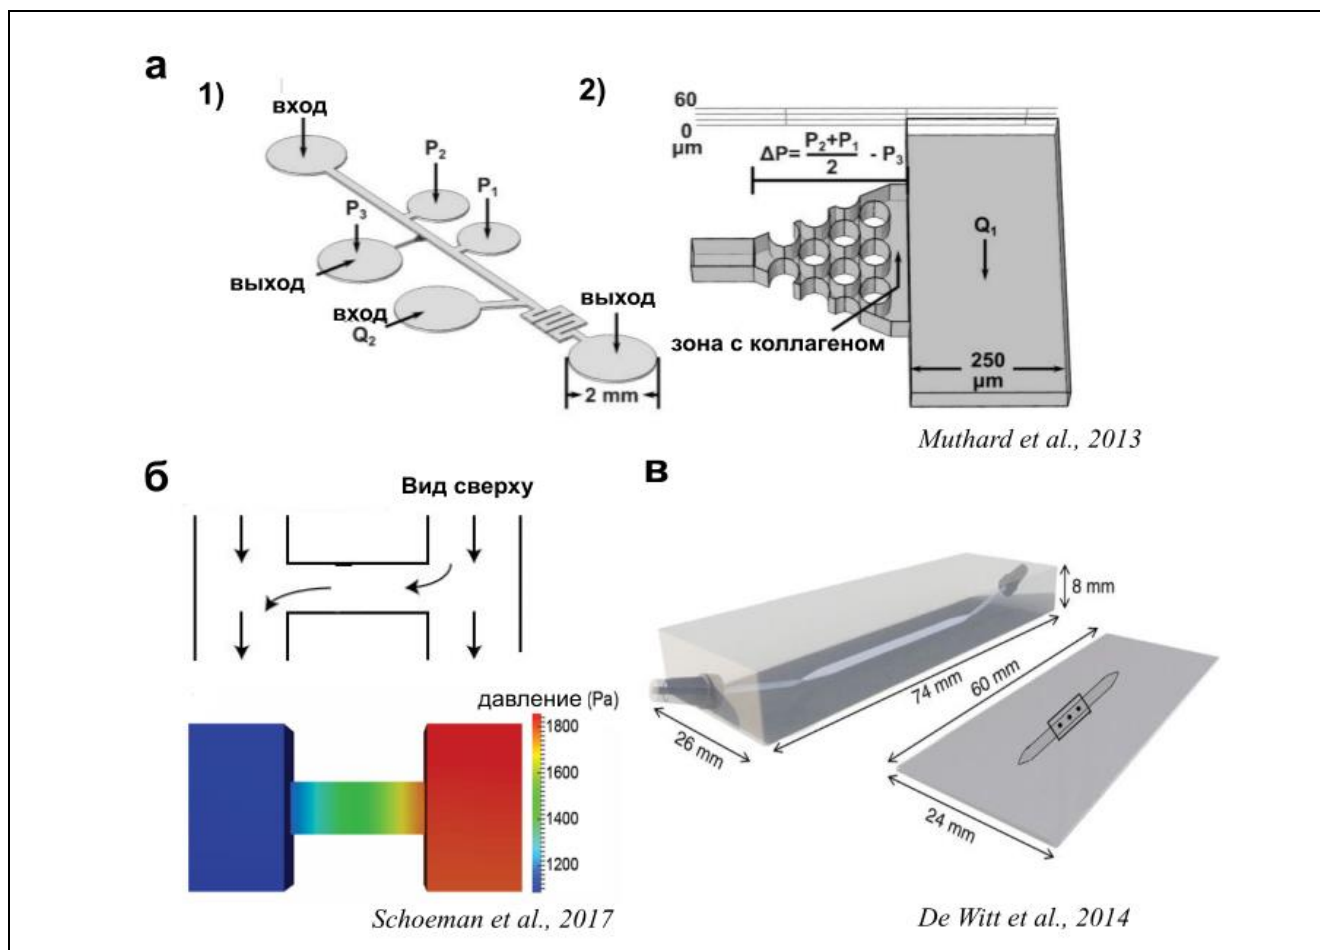 а
1)
вход
P₂
P₁
P₃
выход
вход
Q₂
выход
2 mm
2)
60
0
µm
ΔP= P₂+P₁ / 2 - P₃
Q₁
зона с коллагеном
250
µm
Muthard et al., 2013
б
Вид сверху
давление (Pa)
1800
1600
1400
1200
Schoeman et al., 2017
в
8 mm
74 mm
60 mm
26 mm
24 mm
De Witt et al., 2014